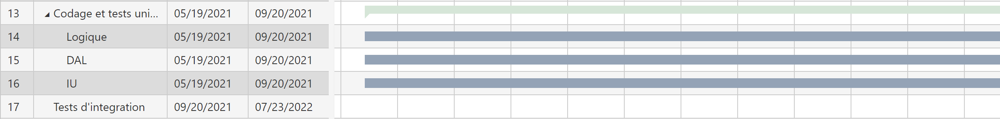 13 Codage et tests uni... 05/19/2021 09/20/2021
14 Logique 05/19/2021 09/20/2021
15 DAL 05/19/2021 09/20/2021
16 IU 05/19/2021 09/20/2021
17 Tests d'integration 09/20/2021 07/23/2022